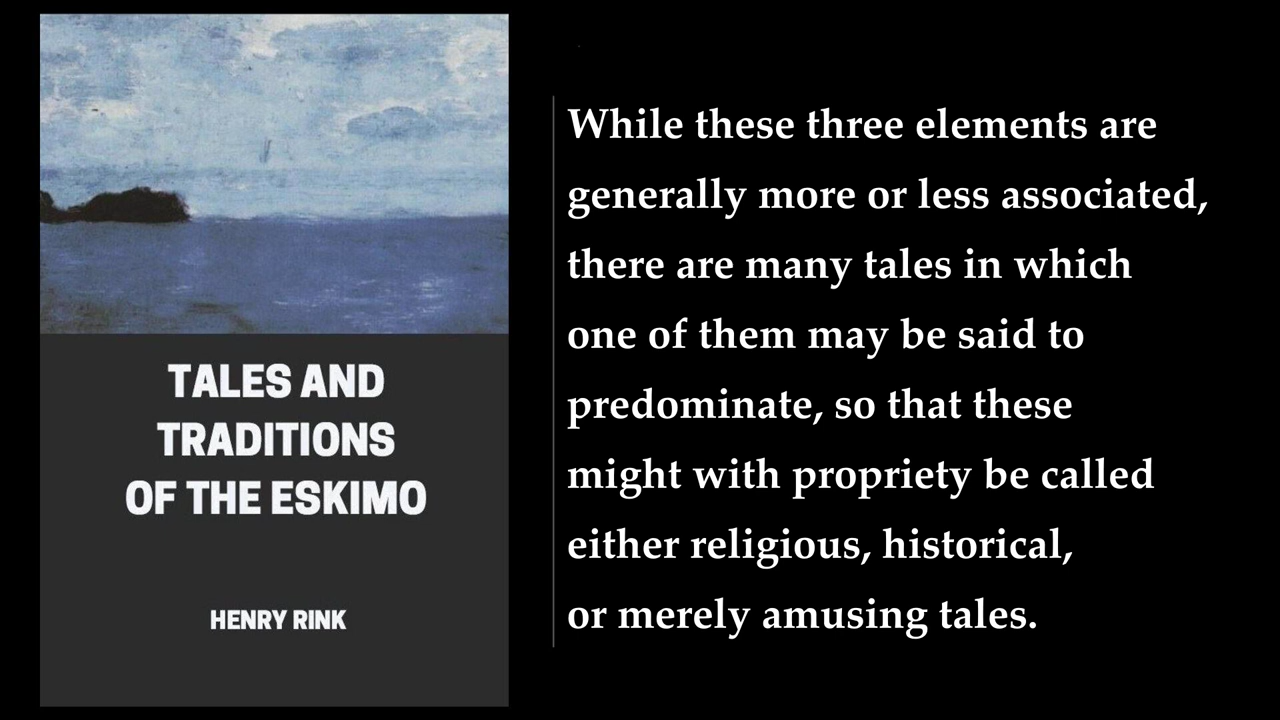 TALES AND
TRADITIONS
OF THE ESKIMO
HENRY RINK
While these three elements are
generally more or less associated,
there are many tales in which
one of them may be said to
predominate, so that these
might with propriety be called
either religious, historical,
or merely amusing tales.